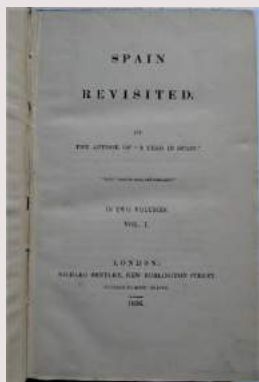 SPAIN
REVISITED.
BY
THE AUTHOR OF "A YEAR IN SPAIN."
IN TWO VOLUMES.
VOL. I.
LONDON:
RICHARD BENTLEY, NEW BURLINGTON STREET.
1836.